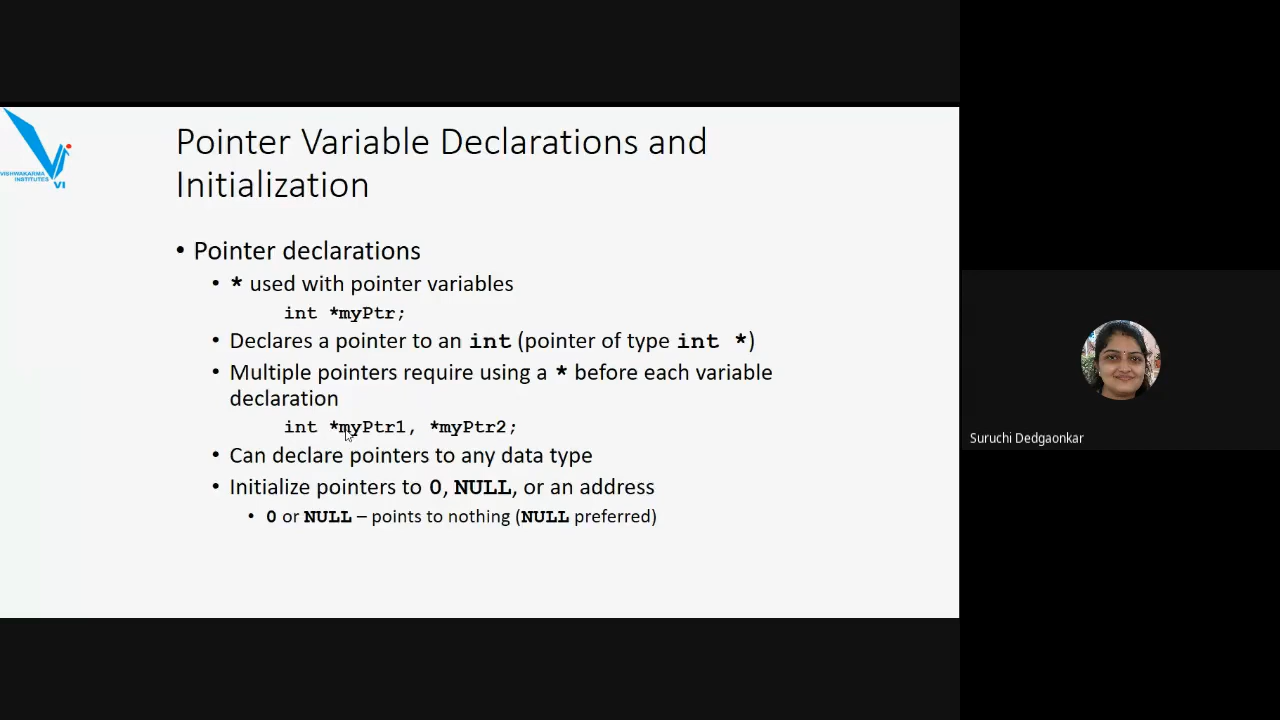 VISHWAKARMA
INSTITUTES
VI
Pointer Variable Declarations and
Initialization
• Pointer declarations
• * used with pointer variables
int *myPtr;
• Declares a pointer to an int (pointer of type int *)
• Multiple pointers require using a * before each variable
declaration
int *myPtr1, *myPtr2;
• Can declare pointers to any data type
• Initialize pointers to 0, NULL, or an address
• 0 or NULL – points to nothing (NULL preferred)
Suruchi Dedgaonkar